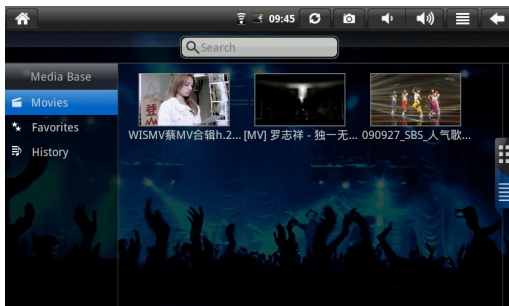 09:45
Search
Media Base
Movies
Favorites
History
WISMV蔡MV合辑h.2... [MV] 罗志祥 - 独一无... 090927_SBS_人气歌...